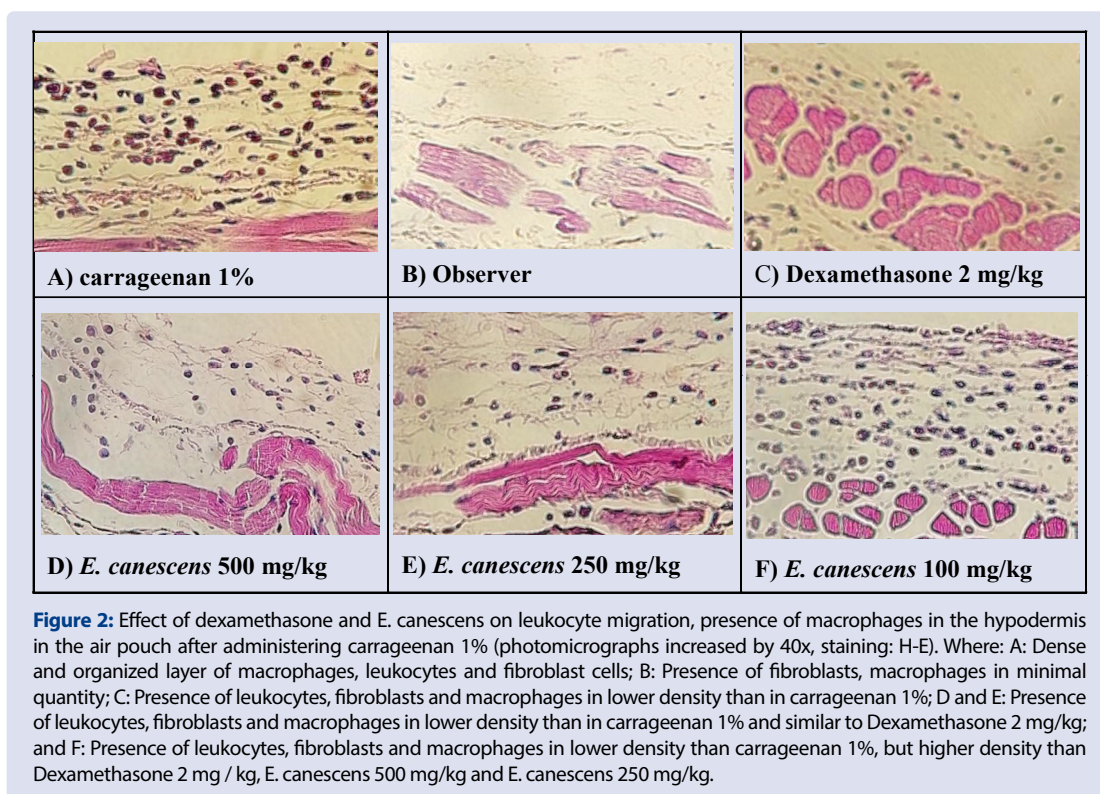 A) carrageenan 1%
B) Observer
C) Dexamethasone 2 mg/kg
D) E. canescens 500 mg/kg
E) E. canescens 250 mg/kg
F) E. canescens 100 mg/kg
Figure 2: Effect of dexamethasone and E. canescens on leukocyte migration, presence of macrophages in the hypodermis
in the air pouch after administering carrageenan 1% (photomicrographs increased by 40x, staining: H-E). Where: A: Dense
and organized layer of macrophages, leukocytes and fibroblast cells; B: Presence of fibroblasts, macrophages in minimal
quantity; C: Presence of leukocytes, fibroblasts and macrophages in lower density than in carrageenan 1%; D and E: Presence
of leukocytes, fibroblasts and macrophages in lower density than in carrageenan 1% and similar to Dexamethasone 2 mg/kg;
and F: Presence of leukocytes, fibroblasts and macrophages in lower density than carrageenan 1%, but higher density than
Dexamethasone 2 mg / kg, E. canescens 500 mg/kg and E. canescens 250 mg/kg.